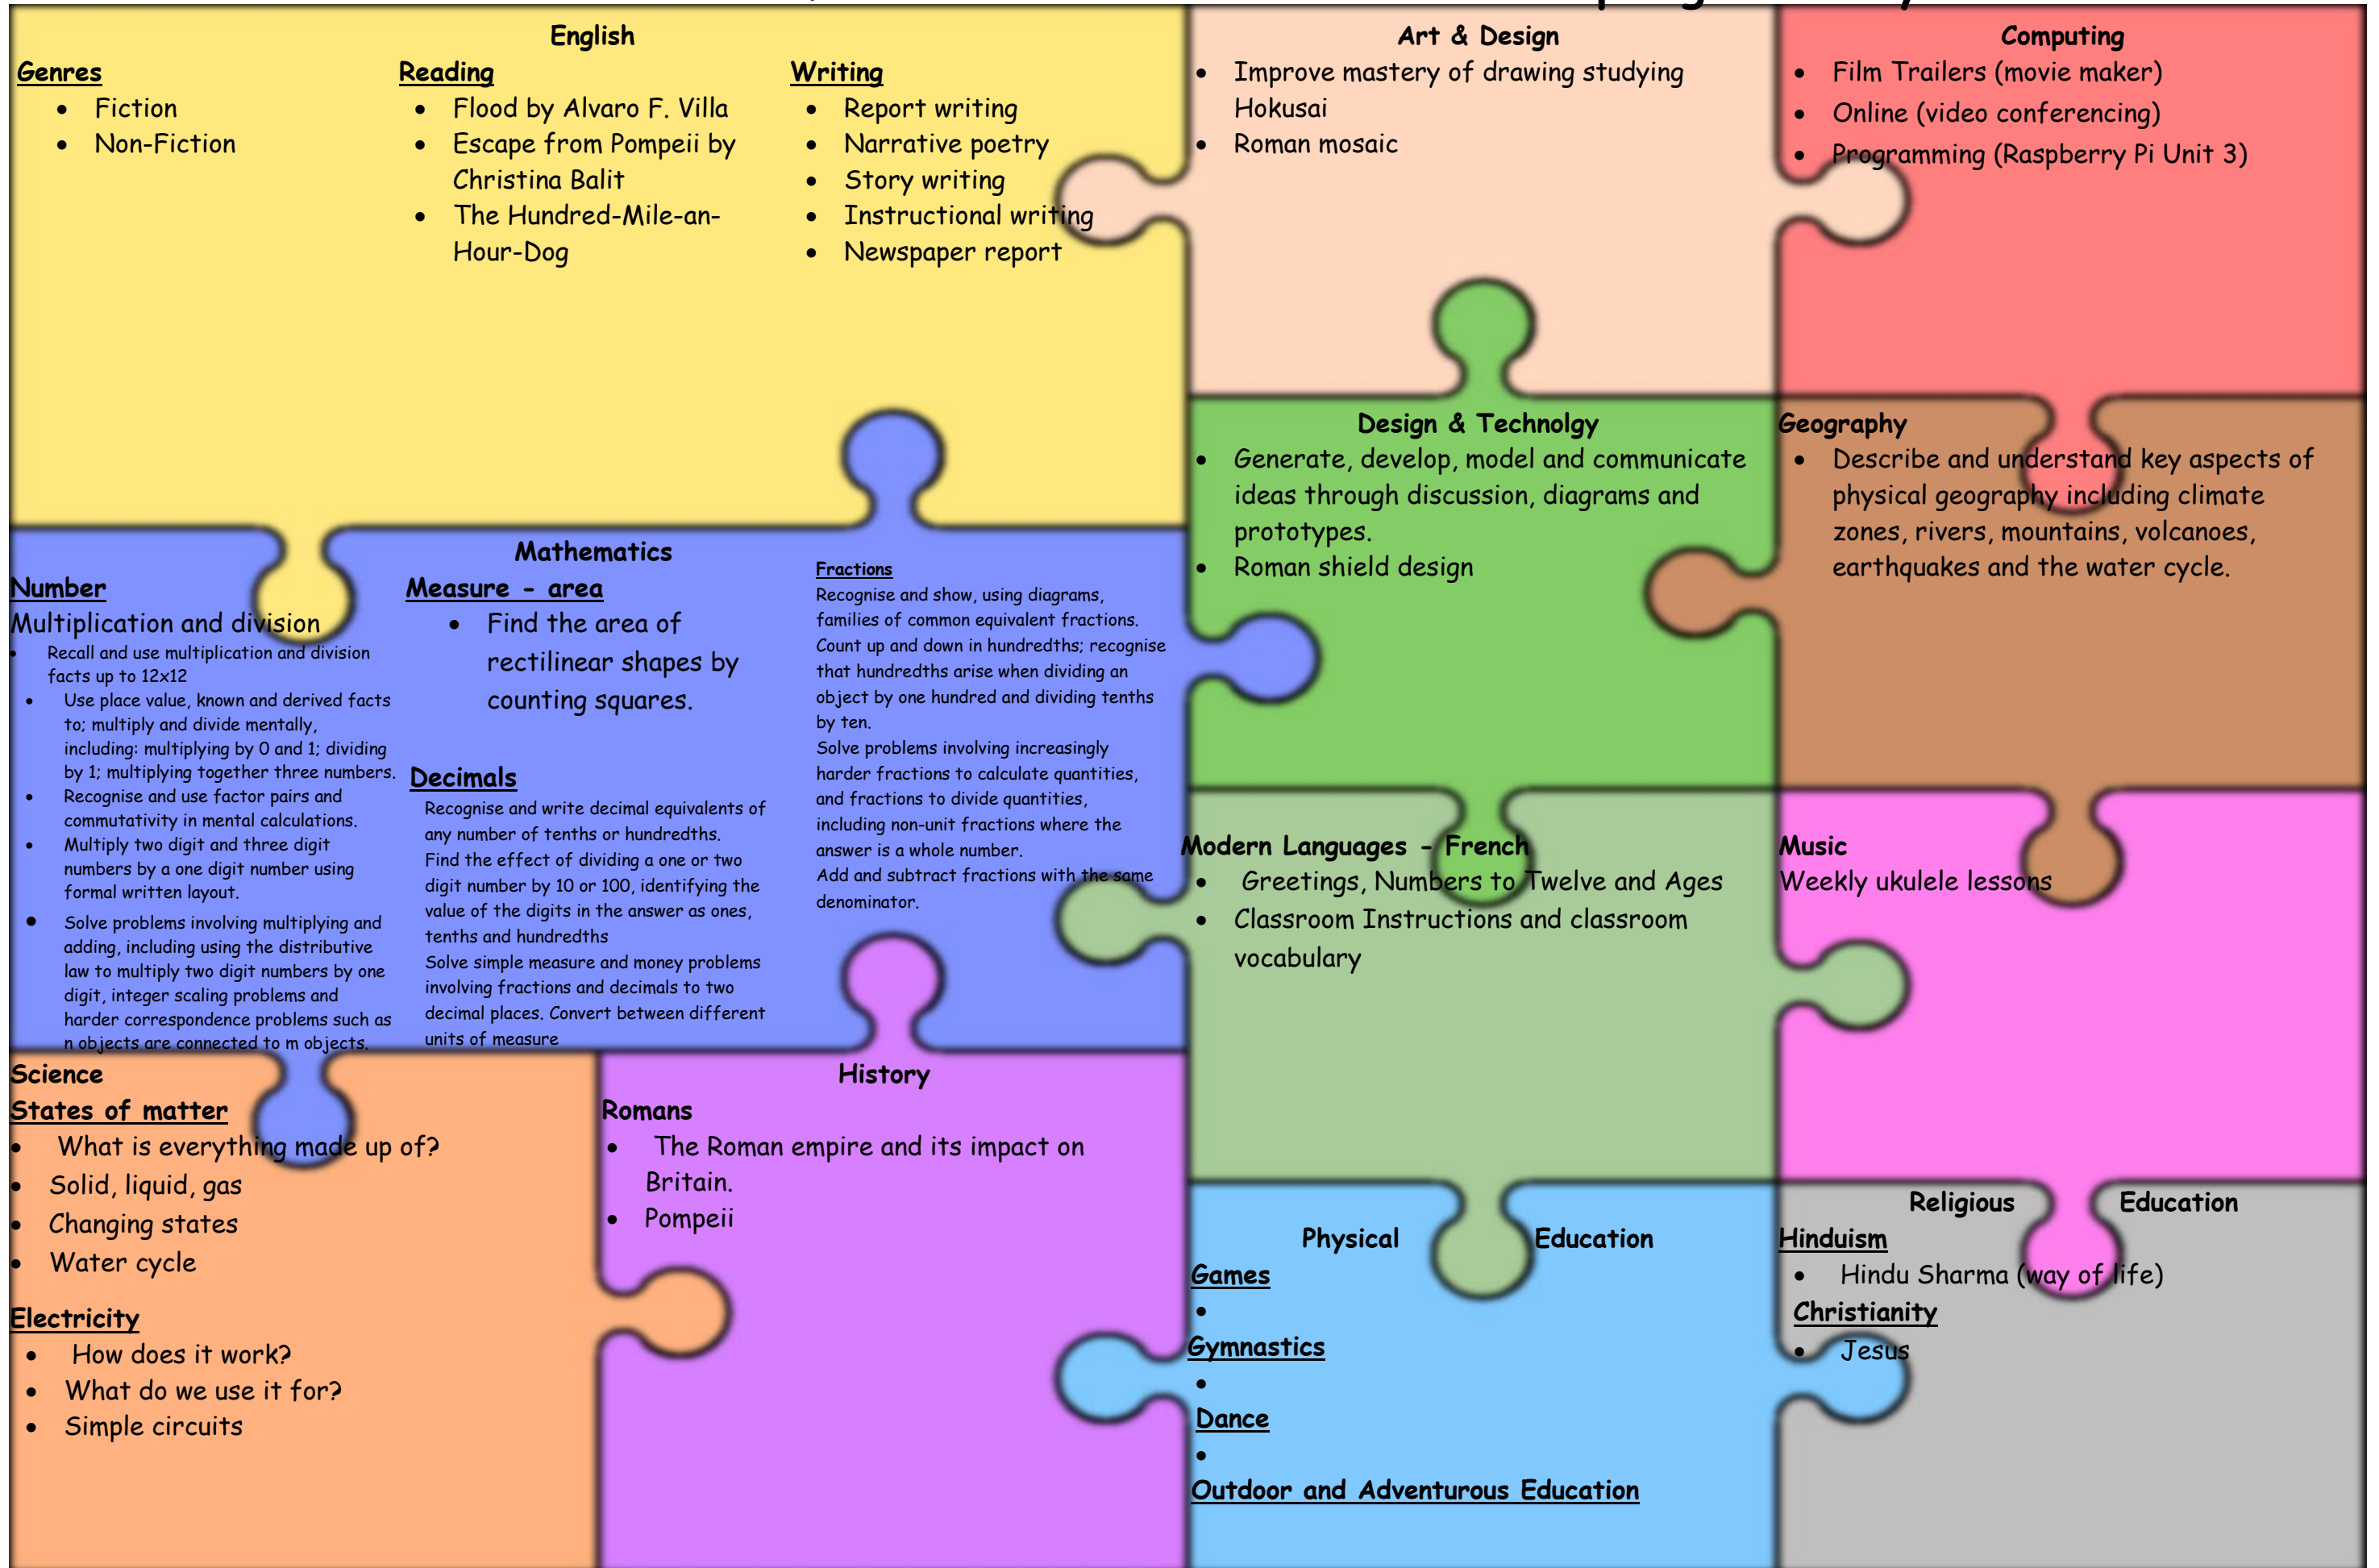 English
Genres
• Fiction
• Non-Fiction
Reading
• Flood by Alvaro F. Villa
• Escape from Pompeii by
Christina Balit
• The Hundred-Mile-an-
Hour-Dog
Writing
• Report writing
• Narrative poetry
• Story writing
• Instructional writing
• Newspaper report
Art & Design
• Improve mastery of drawing studying
Hokusai
• Roman mosaic
Computing
• Film Trailers (movie maker)
• Online (video conferencing)
• Programming (Raspberry Pi Unit 3)
Mathematics
Number
Multiplication and division
• Recall and use multiplication and division
facts up to 12x12
• Use place value, known and derived facts
to; multiply and divide mentally,
including: multiplying by 0 and 1; dividing
by 1; multiplying together three numbers.
• Recognise and use factor pairs and
commutativity in mental calculations.
• Multiply two digit and three digit
numbers by a one digit number using
formal written layout.
• Solve problems involving multiplying and
adding, including using the distributive
law to multiply two digit numbers by one
digit, integer scaling problems and
harder correspondence problems such as
n objects are connected to m objects.
Measure - area
• Find the area of
rectilinear shapes by
counting squares.
Decimals
Recognise and write decimal equivalents of
any number of tenths or hundredths.
Find the effect of dividing a one or two
digit number by 10 or 100, identifying the
value of the digits in the answer as ones,
tenths and hundredths
Solve simple measure and money problems
involving fractions and decimals to two
decimal places. Convert between different
units of measure
Fractions
Recognise and show, using diagrams,
families of common equivalent fractions.
Count up and down in hundredths; recognise
that hundredths arise when dividing an
object by one hundred and dividing tenths
by ten.
Solve problems involving increasingly
harder fractions to calculate quantities,
and fractions to divide quantities,
including non-unit fractions where the
answer is a whole number.
Add and subtract fractions with the same
denominator.
Design & Technolgy
• Generate, develop, model and communicate
ideas through discussion, diagrams and
prototypes.
• Roman shield design
Geography
• Describe and understand key aspects of
physical geography including climate
zones, rivers, mountains, volcanoes,
earthquakes and the water cycle.
Modern Languages - French
• Greetings, Numbers to Twelve and Ages
• Classroom Instructions and classroom
vocabulary
Music
Weekly ukulele lessons
Science
States of matter
• What is everything made up of?
• Solid, liquid, gas
• Changing states
• Water cycle
Electricity
• How does it work?
• What do we use it for?
• Simple circuits
History
Romans
• The Roman empire and its impact on
Britain.
• Pompeii
Physical Education
Games
•
Gymnastics
•
Dance
•
Outdoor and Adventurous Education
Religious Education
Hinduism
• Hindu Sharma (way of life)
Christianity
• Jesus